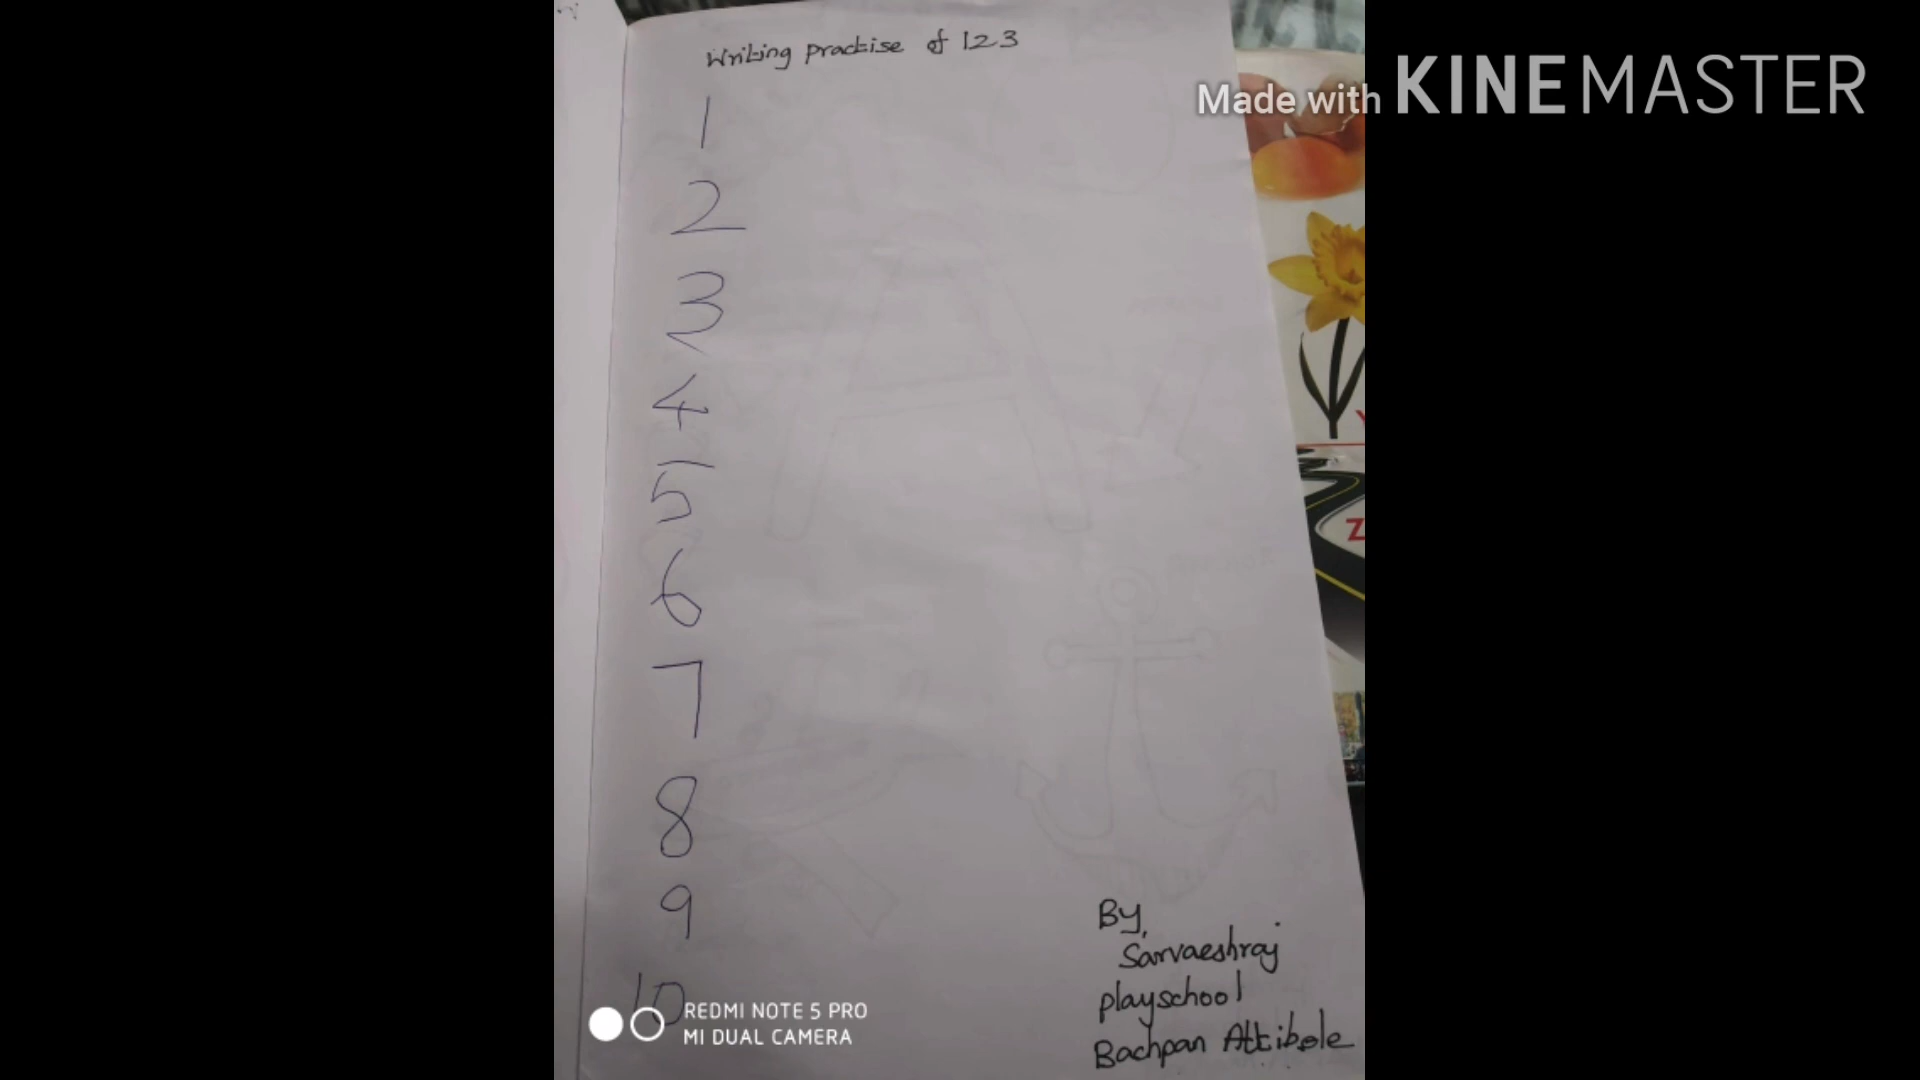 Writing practise of 123
Made with KINEMASTER
1
2
3
4
5
6
7
8
9
10
Y
Z
By,
Sarvaeshraj
playschool
Bachpan Attibele
REDMI NOTE 5 PRO
MI DUAL CAMERA